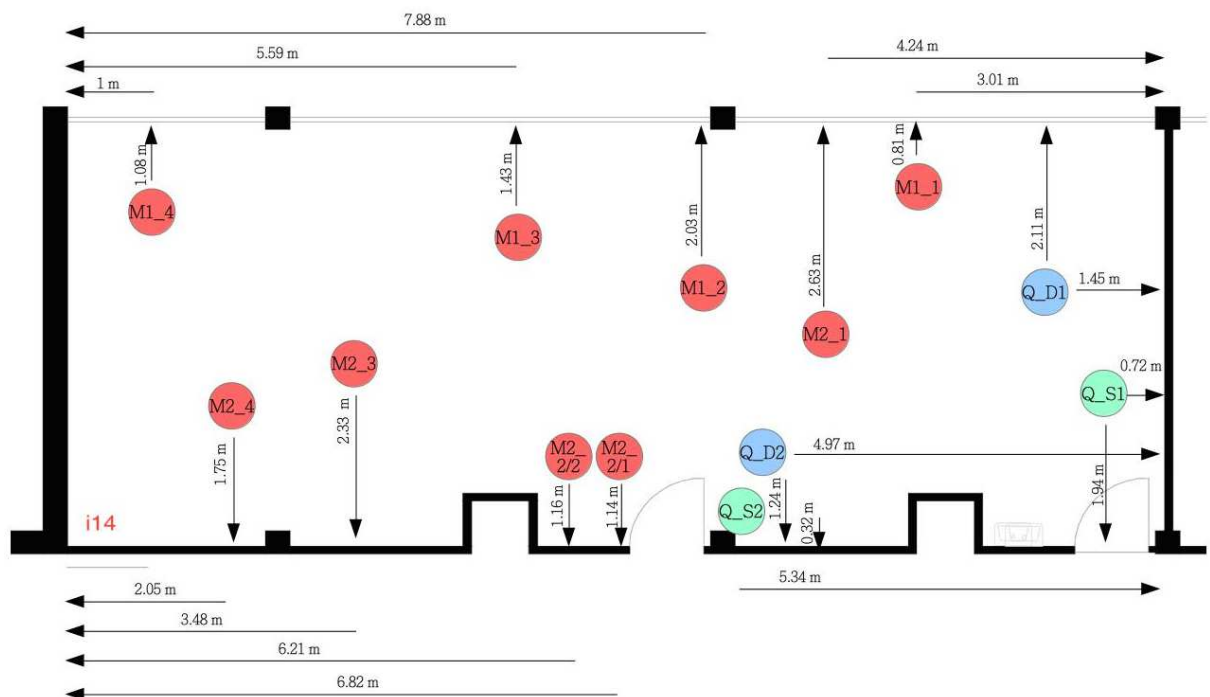 7.88 m
4.24 m
5.59 m
3.01 m
1 m
1.08 m
1.43 m
2.03 m
2.63 m
0.81 m
2.11 m
M1_4
M1_3
M1_1
M1_2
Q_D1
1.45 m
M2_1
M2_3
0.72 m
M2_4
Q_S1
2.33 m
1.75 m
M2_
2/2
M2_
2/1
Q_D2
4.97 m
1.16 m
1.14 m
1.24 m
1.94 m
Q_S2
0.32 m
i14
5.34 m
2.05 m
3.48 m
6.21 m
6.82 m